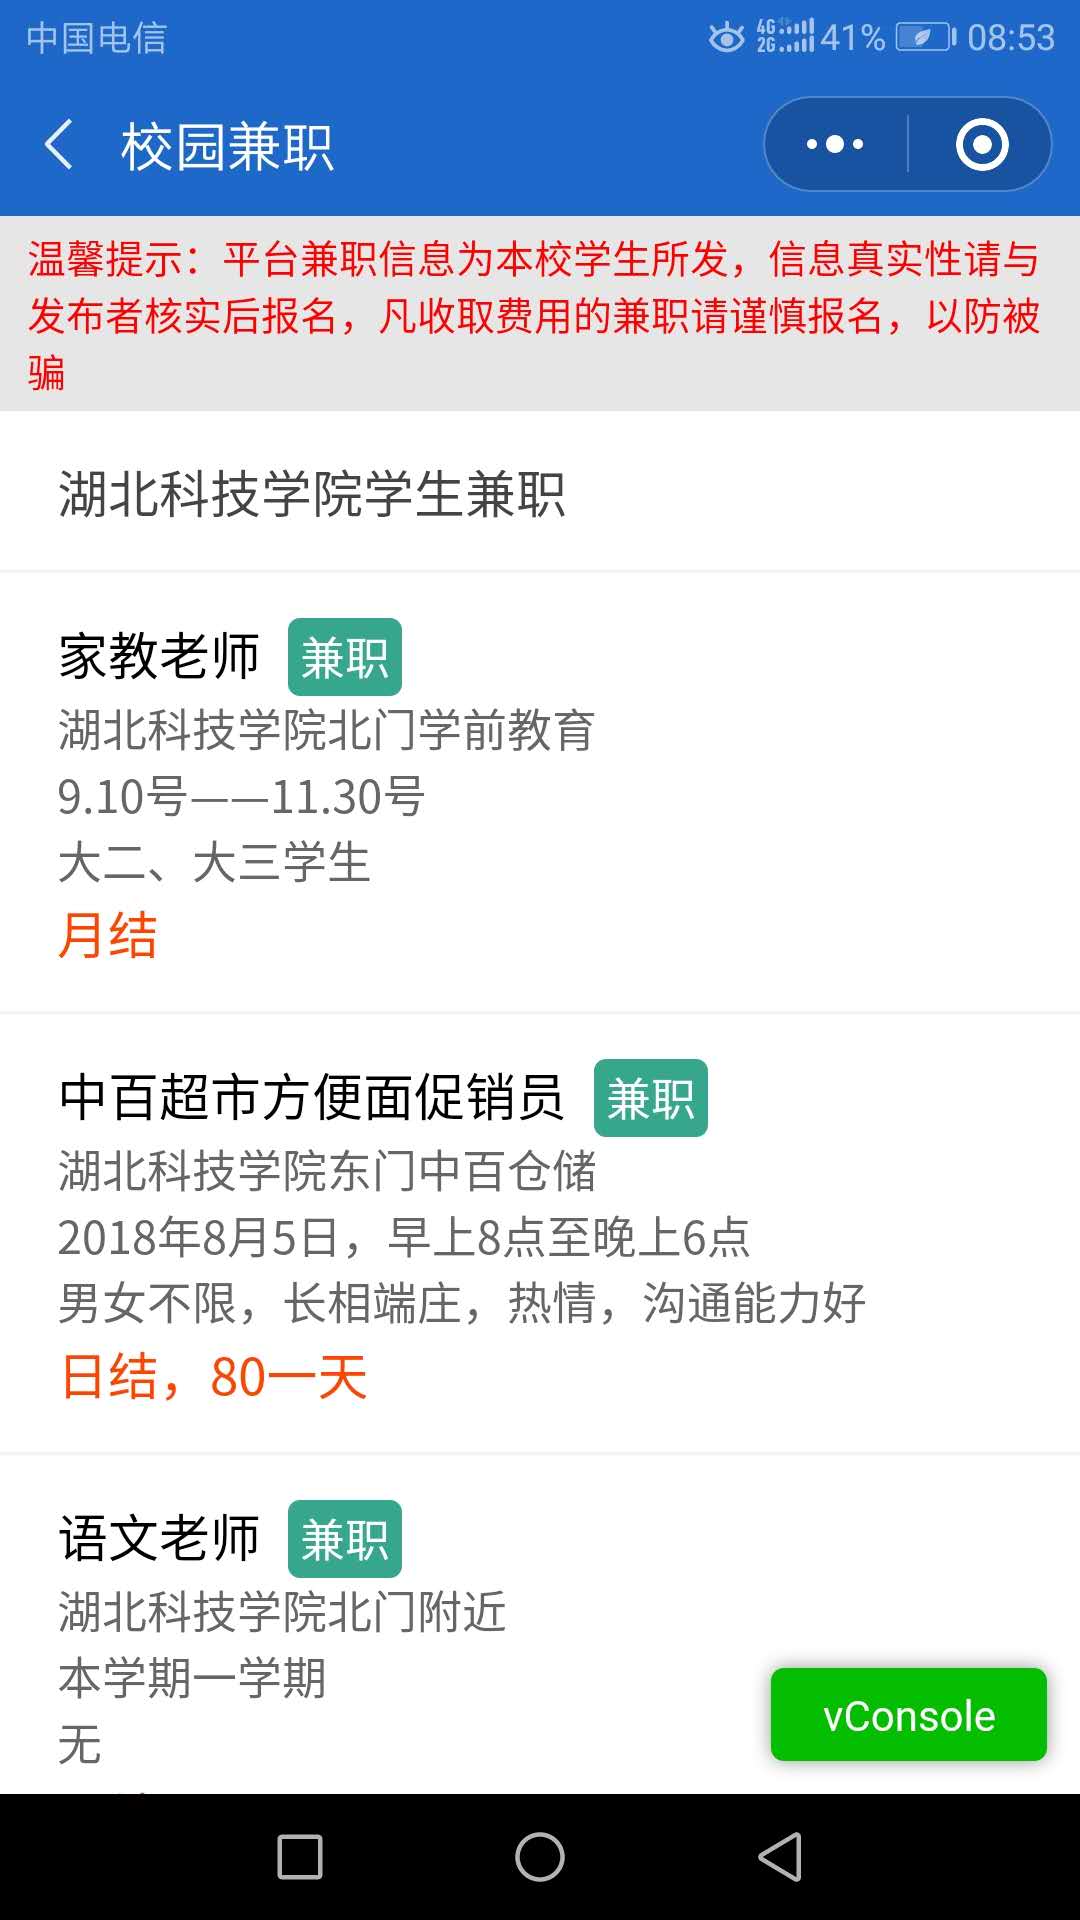 中国电信
4G
2G
41%
08:53
校园兼职
温馨提示：平台兼职信息为本校学生所发，信息真实性请与
发布者核实后报名，凡收取费用的兼职请谨慎报名，以防被
骗
湖北科技学院学生兼职
家教老师 兼职
湖北科技学院北门学前教育
9.10号——11.30号
大二、大三学生
月结
中百超市方便面促销员 兼职
湖北科技学院东门中百仓储
2018年8月5日，早上8点至晚上6点
男女不限，长相端庄，热情，沟通能力好
日结，80一天
语文老师 兼职
湖北科技学院北门附近
本学期一学期
无
vConsole